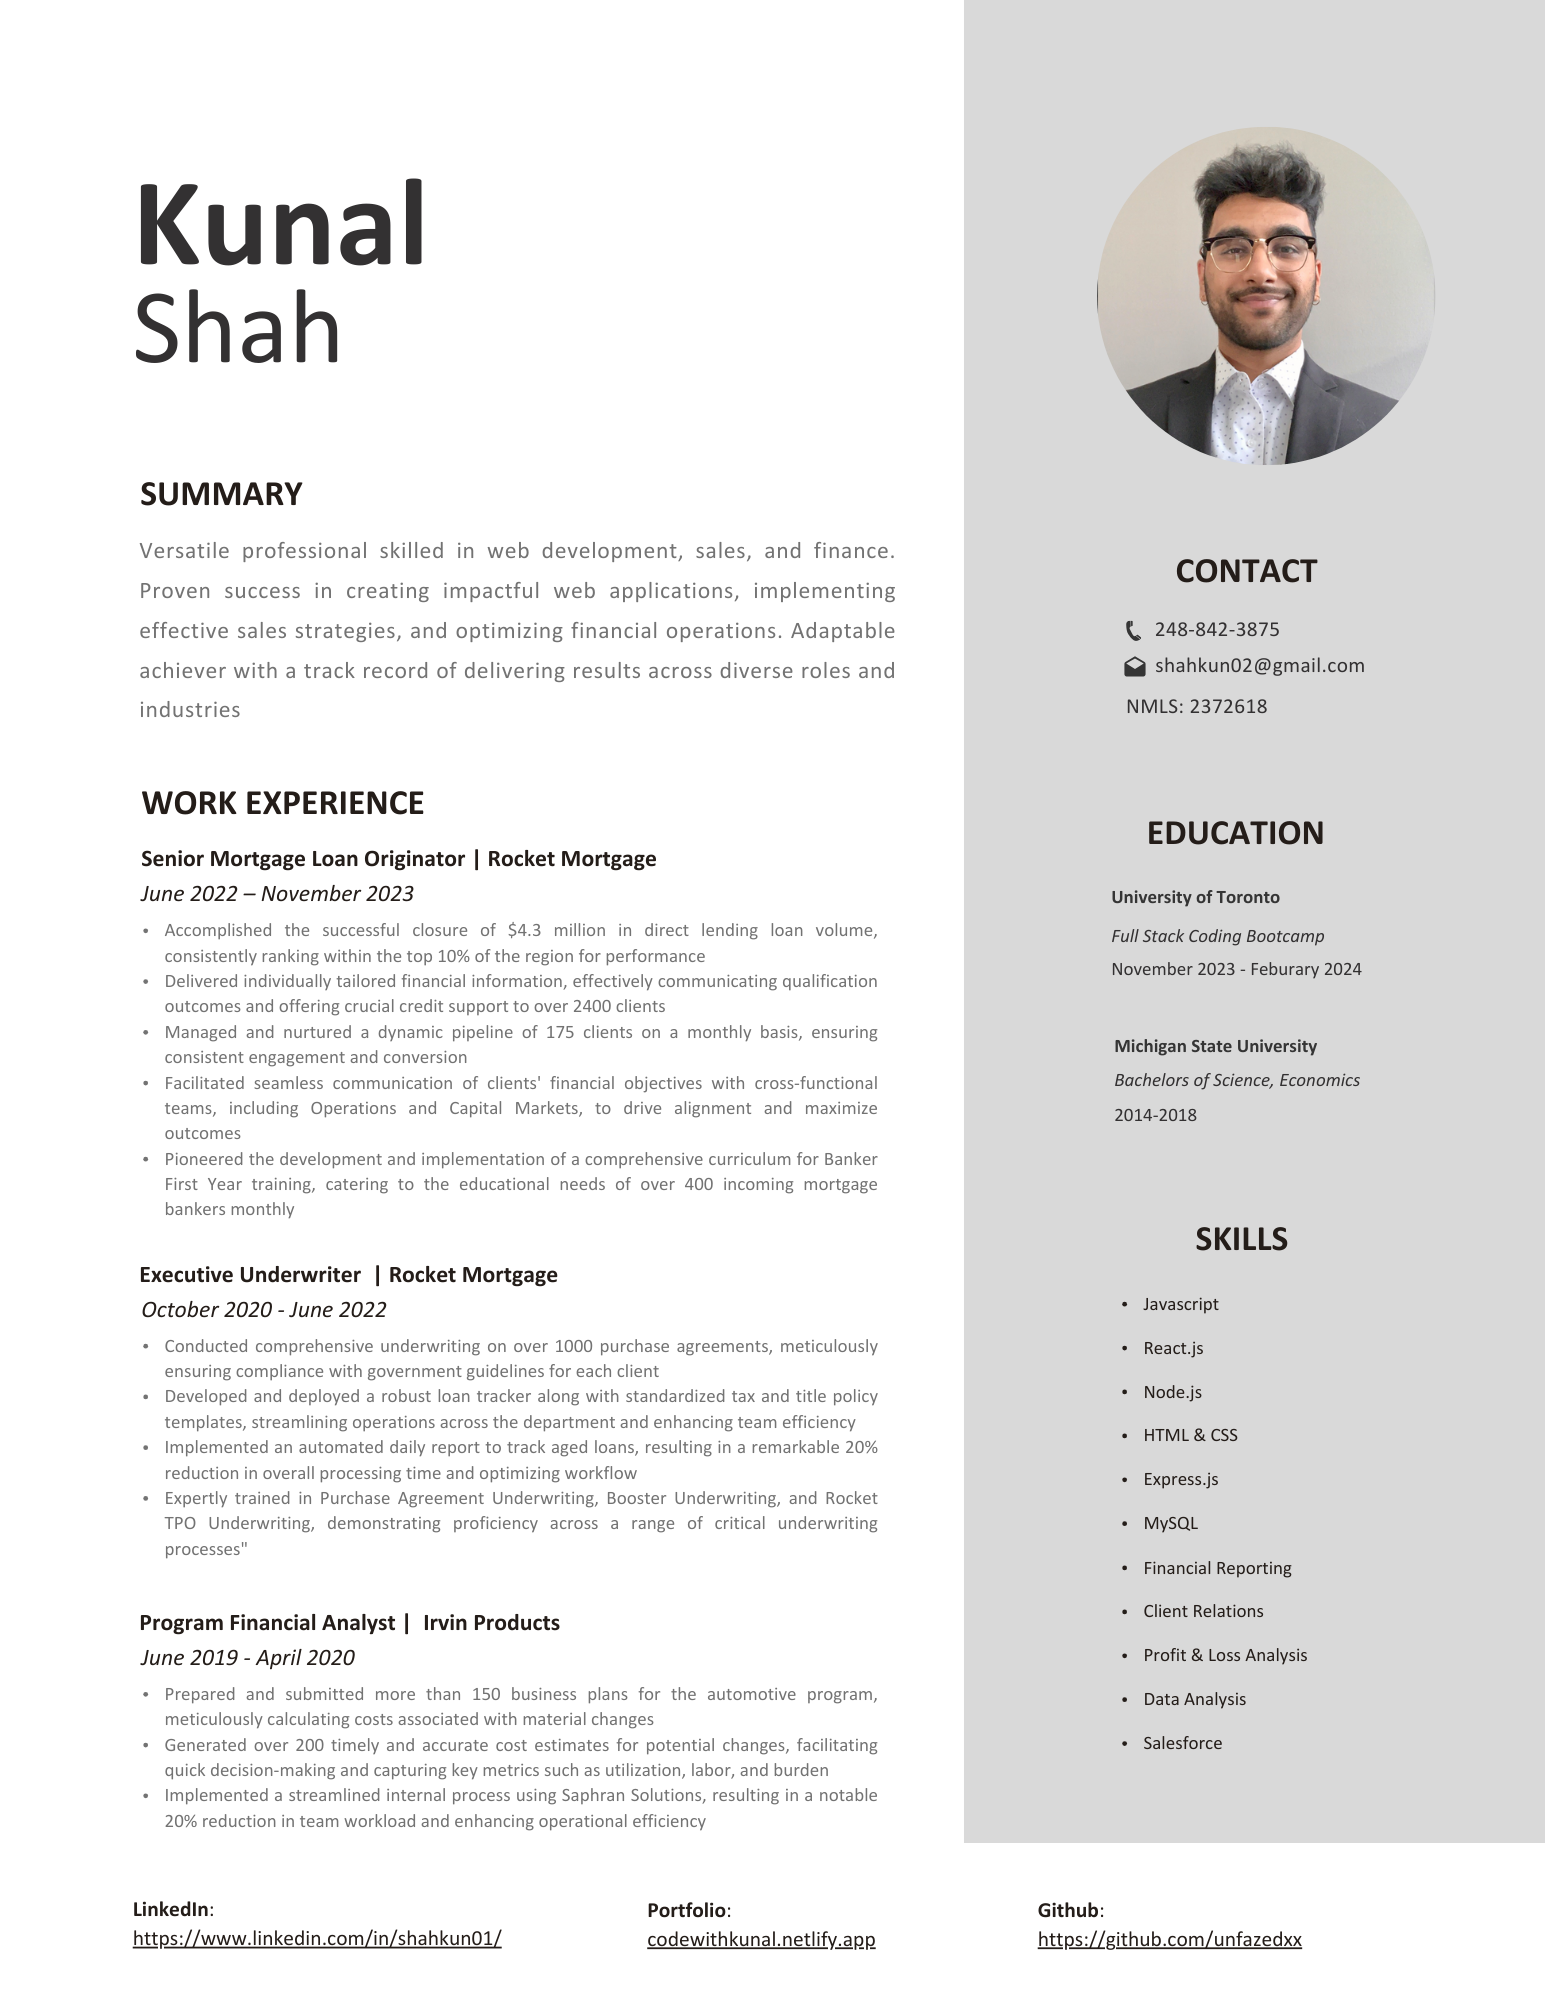 Kunal
Shah
SUMMARY
Versatile professional skilled in web development, sales, and finance.
Proven success in creating impactful web applications, implementing
effective sales strategies, and optimizing financial operations. Adaptable
achiever with a track record of delivering results across diverse roles and
industries
WORK EXPERIENCE
Senior Mortgage Loan Originator | Rocket Mortgage
June 2022 – November 2023
• Accomplished the successful closure of $4.3 million in direct lending loan volume,
consistently ranking within the top 10% of the region for performance
• Delivered individually tailored financial information, effectively communicating qualification
outcomes and offering crucial credit support to over 2400 clients
• Managed and nurtured a dynamic pipeline of 175 clients on a monthly basis, ensuring
consistent engagement and conversion
• Facilitated seamless communication of clients' financial objectives with cross-functional
teams, including Operations and Capital Markets, to drive alignment and maximize
outcomes
• Pioneered the development and implementation of a comprehensive curriculum for Banker
First Year training, catering to the educational needs of over 400 incoming mortgage
bankers monthly
Executive Underwriter | Rocket Mortgage
October 2020 - June 2022
• Conducted comprehensive underwriting on over 1000 purchase agreements, meticulously
ensuring compliance with government guidelines for each client
• Developed and deployed a robust loan tracker along with standardized tax and title policy
templates, streamlining operations across the department and enhancing team efficiency
• Implemented an automated daily report to track aged loans, resulting in a remarkable 20%
reduction in overall processing time and optimizing workflow
• Expertly trained in Purchase Agreement Underwriting, Booster Underwriting, and Rocket
TPO Underwriting, demonstrating proficiency across a range of critical underwriting
processes"
Program Financial Analyst | Irvin Products
June 2019 - April 2020
• Prepared and submitted more than 150 business plans for the automotive program,
meticulously calculating costs associated with material changes
• Generated over 200 timely and accurate cost estimates for potential changes, facilitating
quick decision-making and capturing key metrics such as utilization, labor, and burden
• Implemented a streamlined internal process using Saphran Solutions, resulting in a notable
20% reduction in team workload and enhancing operational efficiency
CONTACT
248-842-3875
shahkun02@gmail.com
NMLS: 2372618
EDUCATION
University of Toronto
Full Stack Coding Bootcamp
November 2023 - Feburary 2024
Michigan State University
Bachelors of Science, Economics
2014-2018
SKILLS
• Javascript
• React.js
• Node.js
• HTML & CSS
• Express.js
• MySQL
• Financial Reporting
• Client Relations
• Profit & Loss Analysis
• Data Analysis
• Salesforce
LinkedIn:
https://www.linkedin.com/in/shahkun01/
Portfolio:
codewithkunal.netlify.app
Github:
https://github.com/unfazedxx